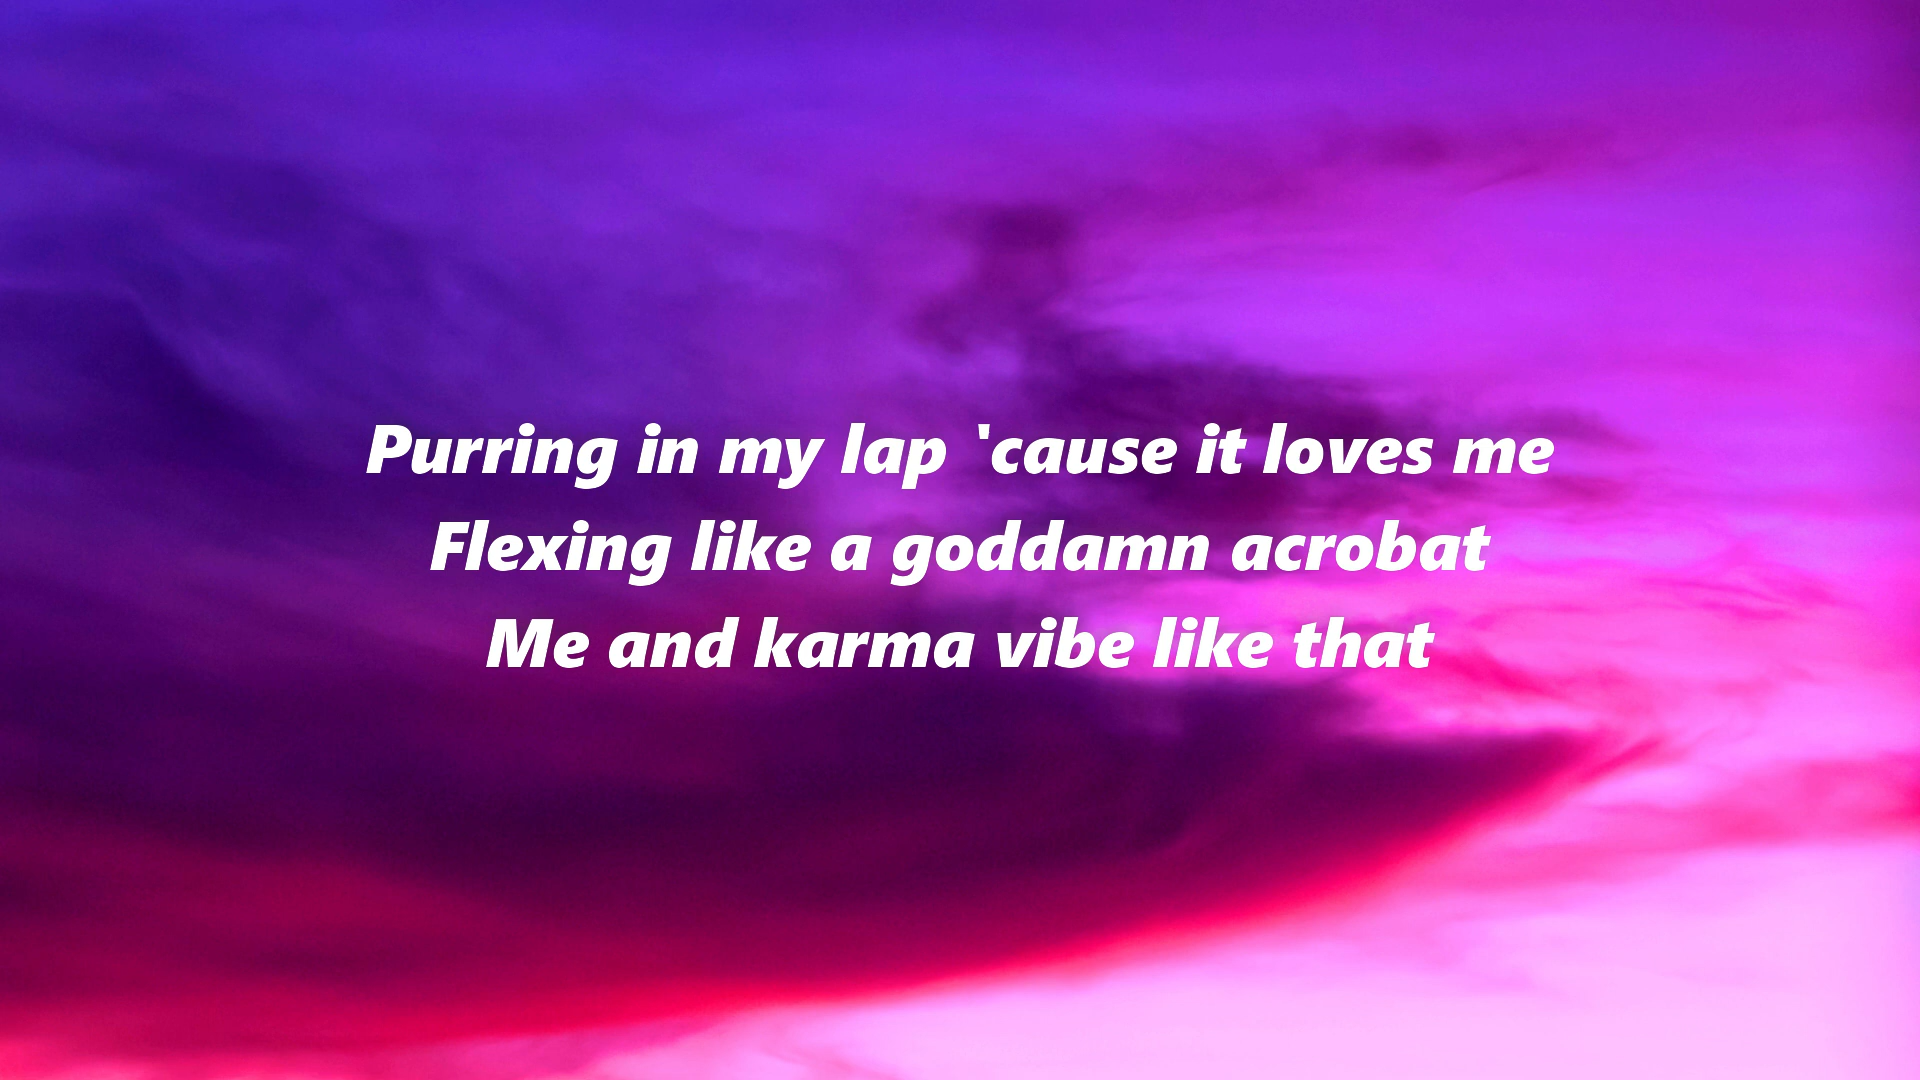 Purring in my lap 'cause it loves me
Flexing like a goddamn acrobat
Me and karma vibe like that